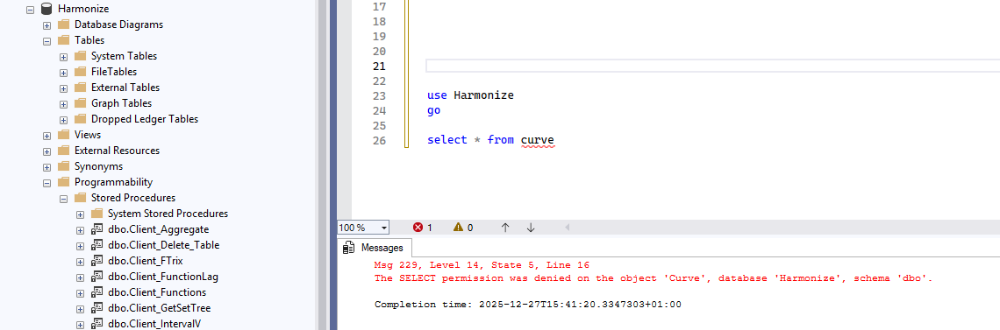 Harmonize
Database Diagrams
Tables
System Tables
FileTables
External Tables
Graph Tables
Dropped Ledger Tables
Views
External Resources
Synonyms
Programmability
Stored Procedures
System Stored Procedures
dbo.Client_Aggregate
dbo.Client_Delete_Table
dbo.Client_FTrix
dbo.Client_FunctionLag
dbo.Client_Functions
dbo.Client_GetSetTree
dbo.Client_IntervalV
17
18
19
20
21
22
23 use Harmonize
24 go
25
26 select * from curve
100 % 1 0
Messages
Msg 229, Level 14, State 5, Line 16
The SELECT permission was denied on the object 'Curve', database 'Harmonize', schema 'dbo'.
Completion time: 2025-12-27T15:41:20.3347303+01:00